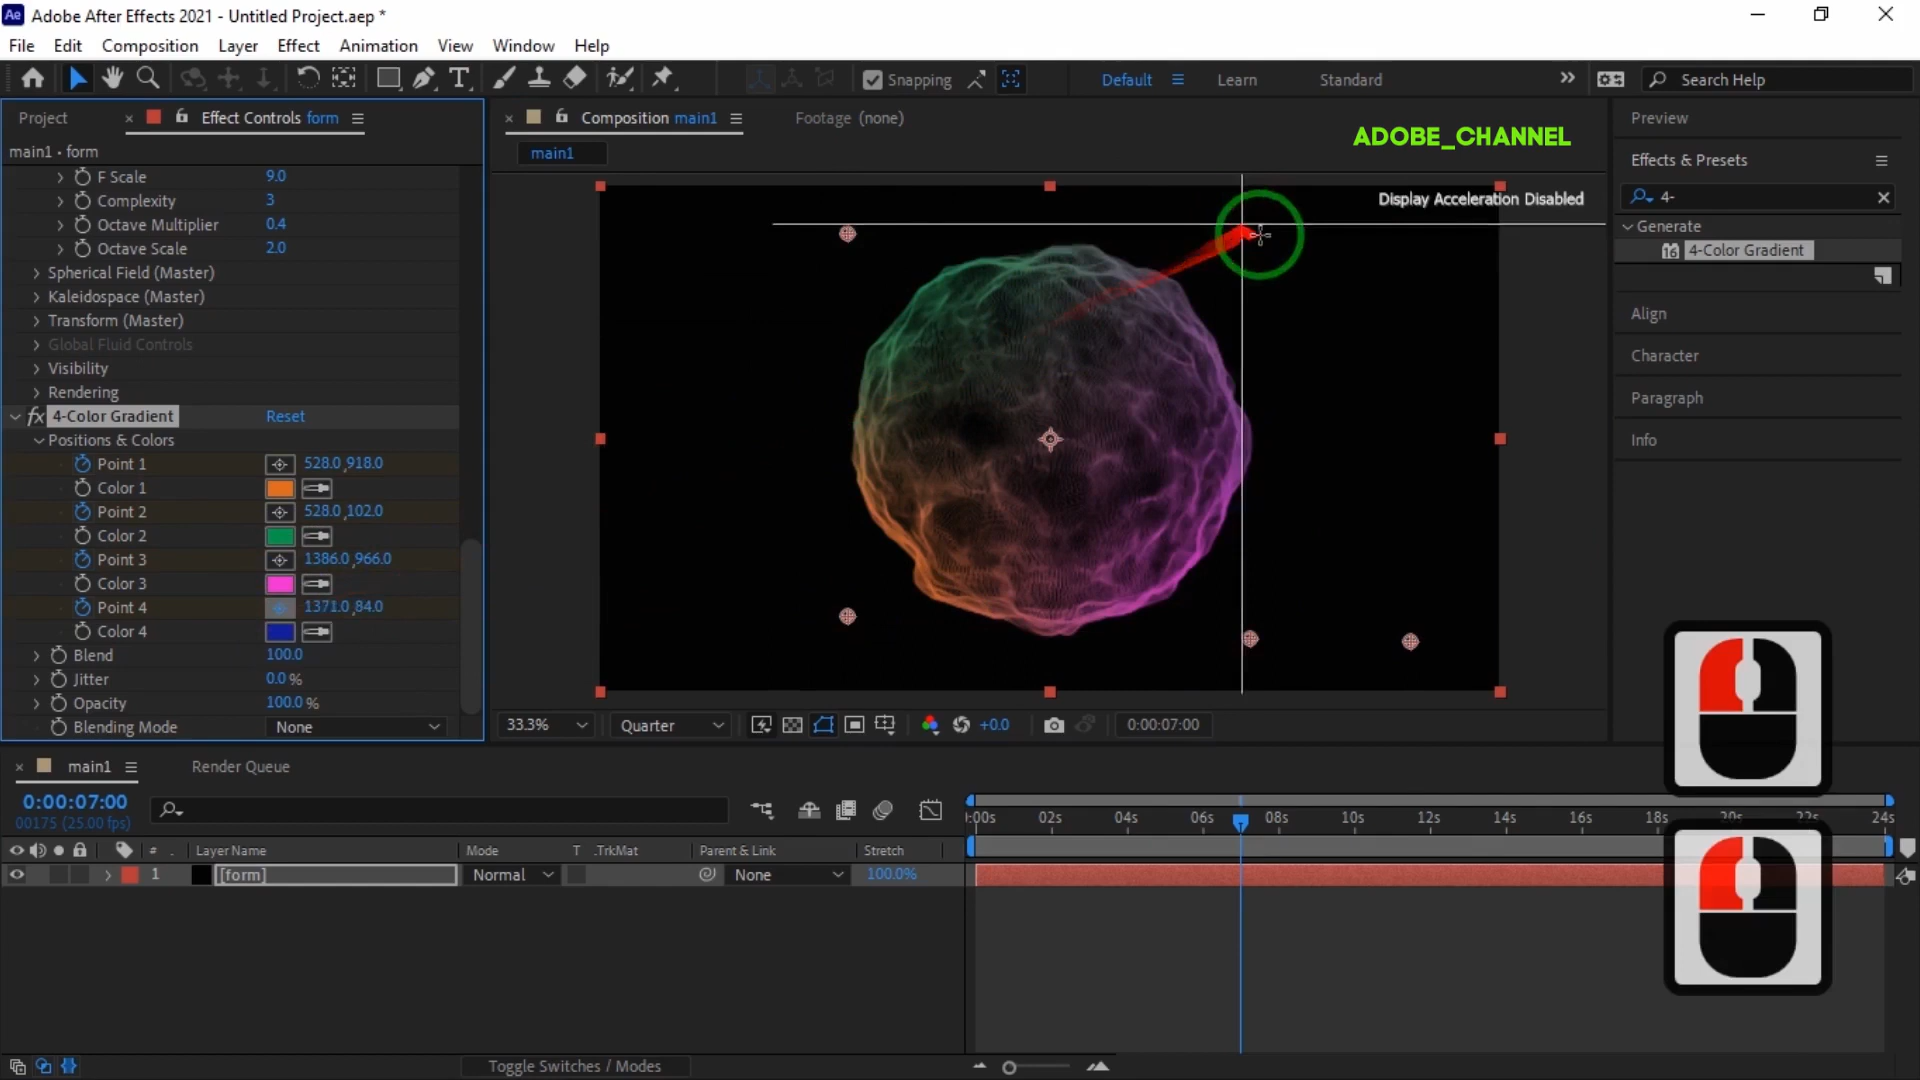 Ae Adobe After Effects 2021 - Untitled Project.aep *
File Edit Composition Layer Effect Animation View Window Help
Snapping Default Learn Standard Search Help
Project Effect Controls form Composition main1 Footage (none) Preview
ADOBE_CHANNEL
main1 • form main1 Effects & Presets
Display Acceleration Disabled 4-
F Scale 9.0
Complexity 3
Octave Multiplier 0.4
Octave Scale 2.0
Spherical Field (Master)
Kaleidospace (Master)
Transform (Master)
Global Fluid Controls
Visibility
Rendering
fx 4-Color Gradient Reset
Positions & Colors
Point 1 528.0,918.0
Color 1
Point 2 528.0,102.0
Color 2
Point 3 1386.0,966.0
Color 3
Point 4 1371.0,84.0
Color 4
Blend 100.0
Jitter 0.0 %
Opacity 100.0 %
Blending Mode None
Generate
16 4-Color Gradient
Align
Character
Paragraph
Info
33.3% Quarter +0.0 0:00:07:00
main1 Render Queue
0:00:07:00
00175 (25.00 fps)
:00s 02s 04s 06s 08s 10s 12s 14s 16s 18s 20s 22s 24s
# Layer Name Mode T .TrkMat Parent & Link Stretch
1 [form] Normal None 100.0%
Toggle Switches / Modes